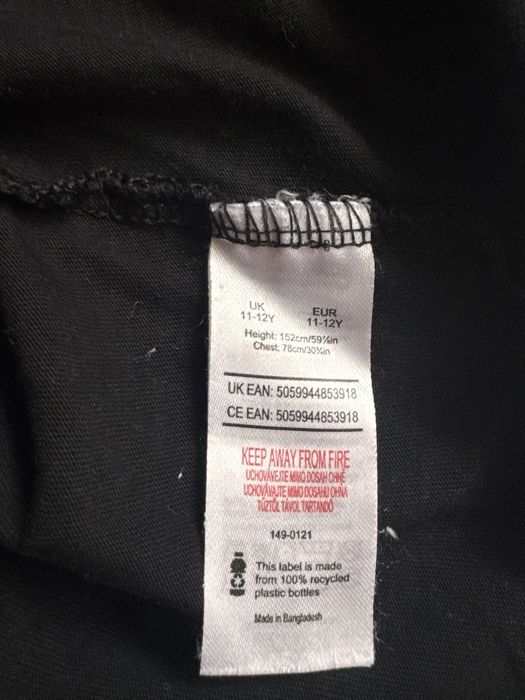 UK EUR
11-12Y 11-12Y
Height: 152cm/59¾in
Chest: 76cm/30¼in
UK EAN: 5059944853918
CE EAN: 5059944853918
KEEP AWAY FROM FIRE
UCHOVÁVEJTE MIMO DOSAH OHNĚ
UCHOVÁVAJTE MIMO DOSAHU OHŇA
TŰZTŐL TÁVOL TARTANDÓ
149-0121
This label is made
from 100% recycled
plastic bottles
Made in Bangladesh